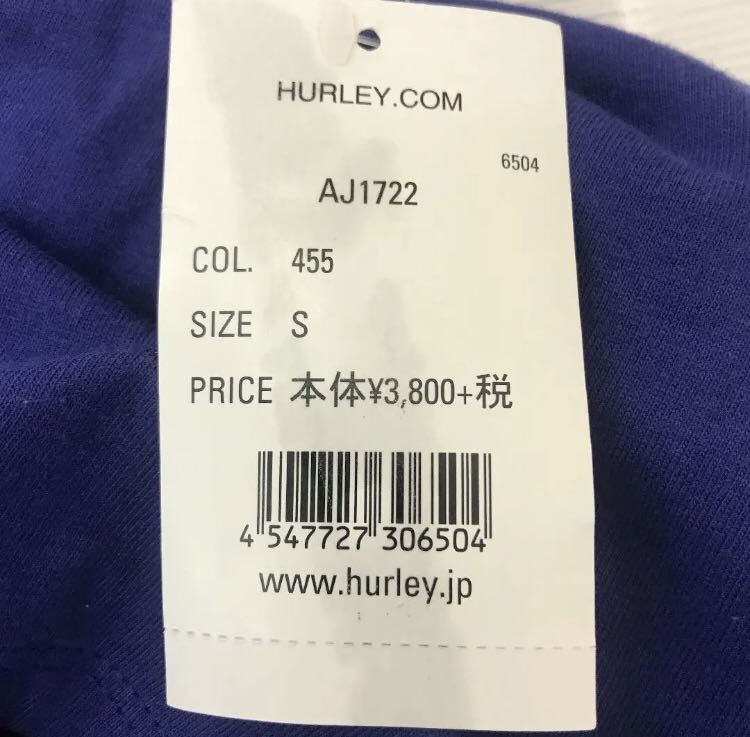 HURLEY.COM
6504
AJ1722
COL. 455
SIZE S
PRICE 本体¥3,800+税
4 547727 306504
www.hurley.jp